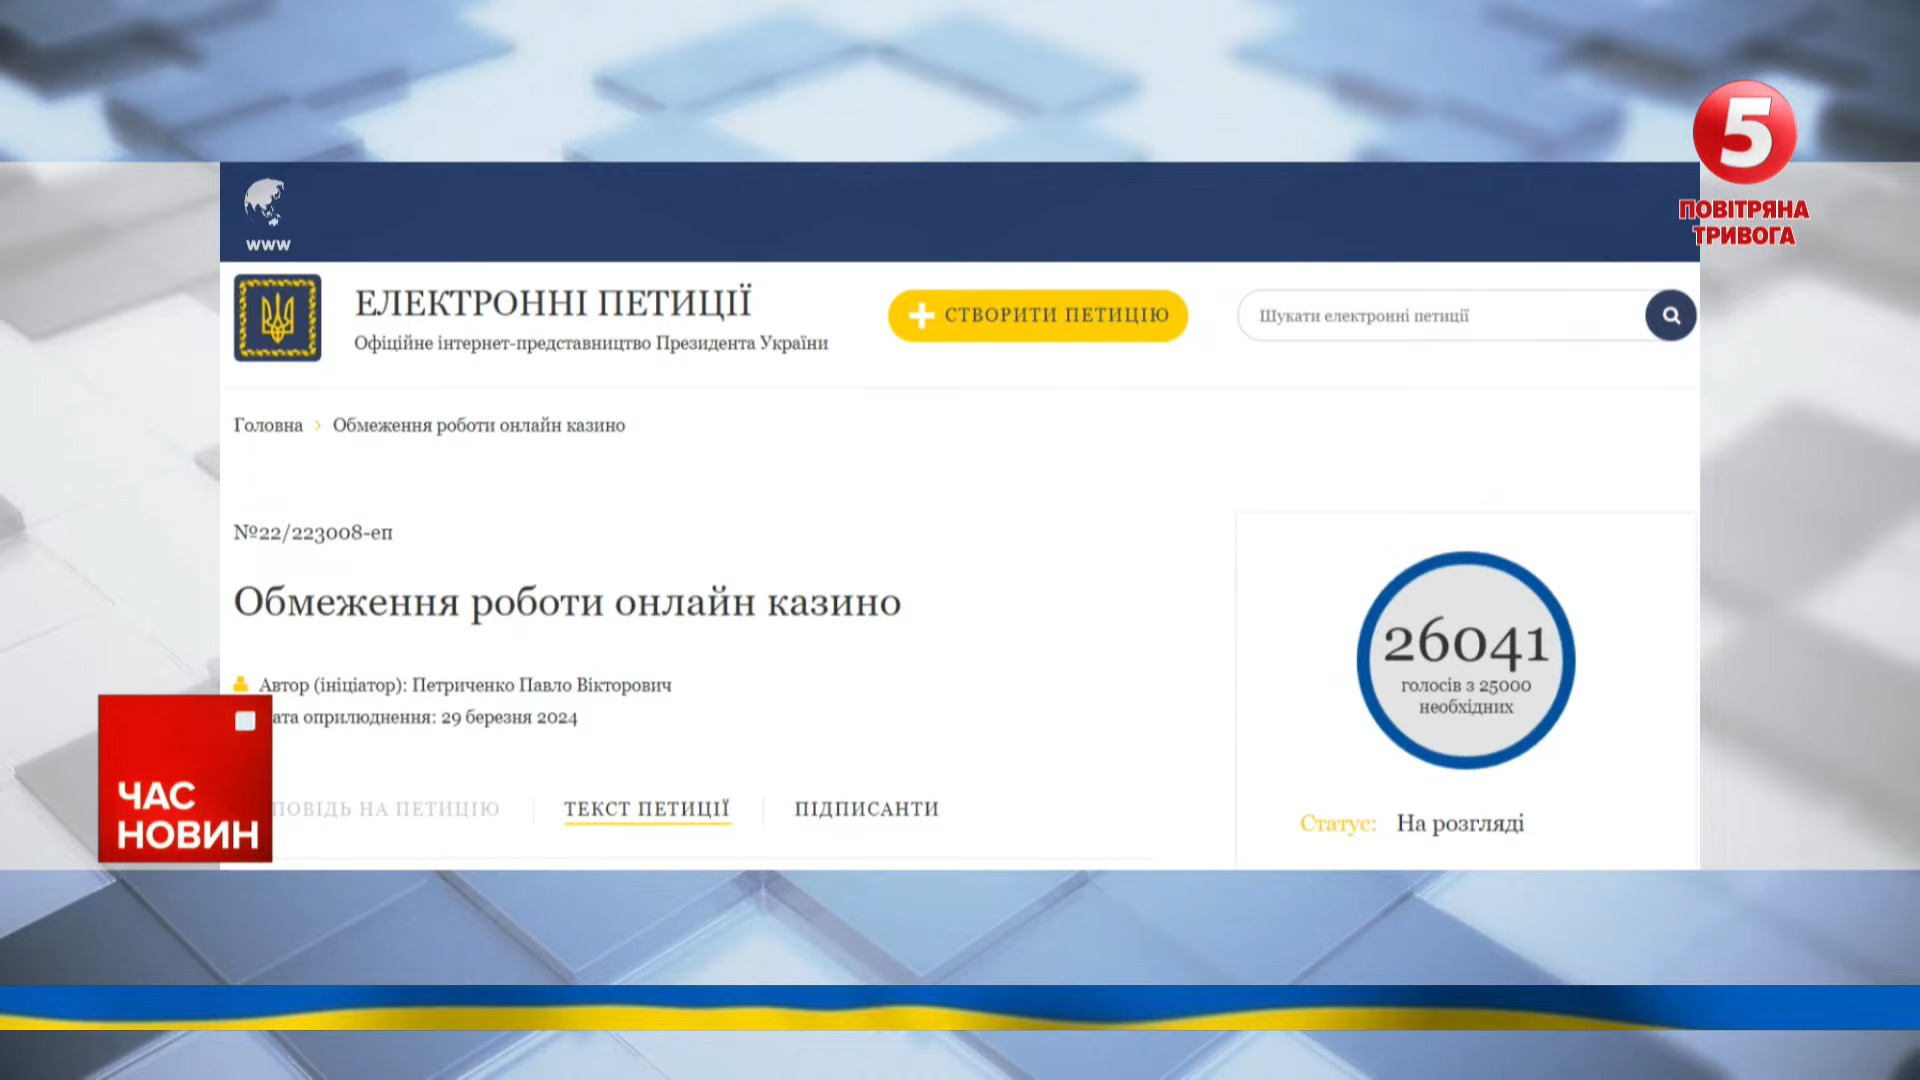 5
ПОВІТРЯНА
ТРИВОГА
www
ЕЛЕКТРОННІ ПЕТИЦІЇ
Офіційне інтернет-представництво Президента України
СТВОРИТИ ПЕТИЦІЮ
Шукати електронні петиції
Головна > Обмеження роботи онлайн казино
№22/223008-еп
Обмеження роботи онлайн казино
Автор (ініціатор): Петриченко Павло Вікторович
ата оприлюднення: 29 березня 2024
ПОВІДЬ НА ПЕТИЦІЮ
ТЕКСТ ПЕТИЦІЇ
ПІДПИСАНТИ
26041
голосів з 25000
необхідних
Статус: На розгляді
ЧАС
НОВИН